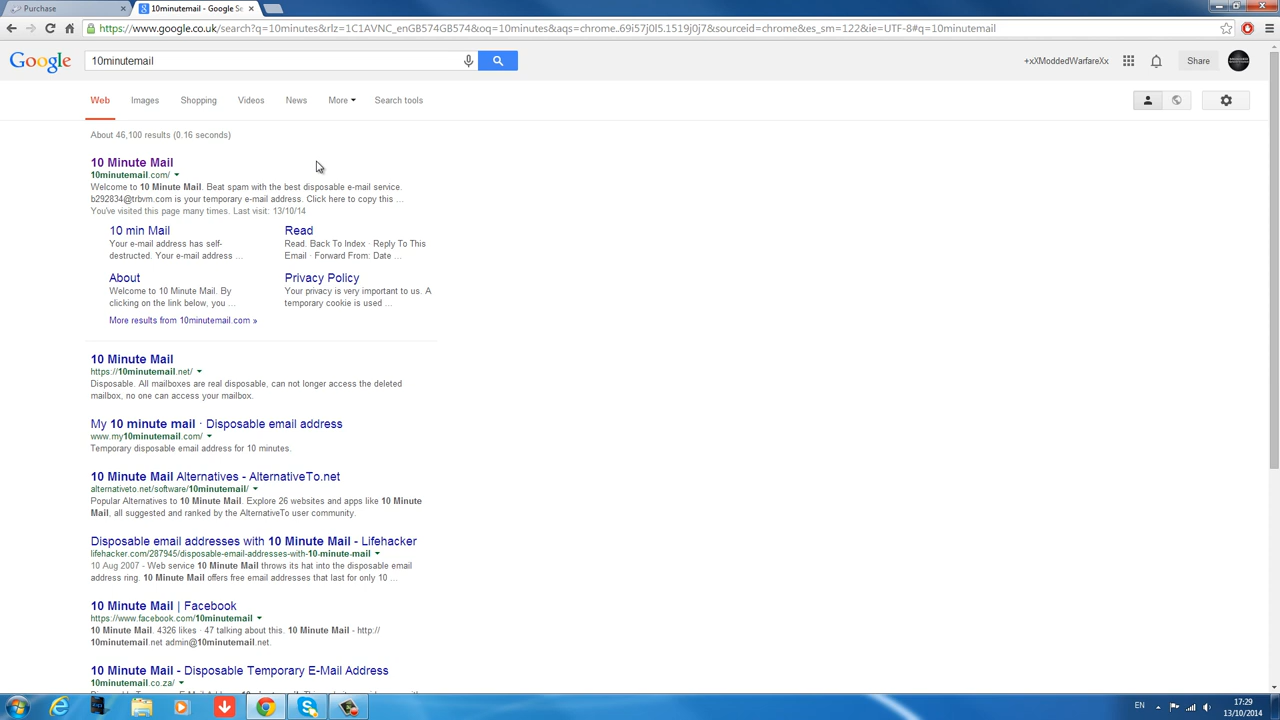 Purchase
10minutemail - Google Se
https://www.google.co.uk/search?q=10minutes&rlz=1C1AVNC_enGB574GB574&oq=10minutes&aqs=chrome..69i57j0l5.1519j0j7&sourceid=chrome&es_sm=122&ie=UTF-8#q=10minutemail
Google
10minutemail
+xXModdedWarfareXx
Share
Web Images Shopping Videos News More Search tools
About 46,100 results (0.16 seconds)
10 Minute Mail
10minutemail.com/
Welcome to 10 Minute Mail. Beat spam with the best disposable e-mail service.
b292834@trbvm.com is your temporary e-mail address. Click here to copy this ...
You've visited this page many times. Last visit: 13/10/14
10 min Mail
Your e-mail address has self-
destructed. Your e-mail address ...
Read
Read. Back To Index · Reply To This
Email · Forward From: Date ...
About
Welcome to 10 Minute Mail. By
clicking on the link below, you ...
Privacy Policy
Your privacy is very important to us. A
temporary cookie is used ...
More results from 10minutemail.com »
10 Minute Mail
https://10minutemail.net/
Disposable. All mailboxes are real disposable, can not longer access the deleted
mailbox, no one can access your mailbox.
My 10 minute mail · Disposable email address
www.my10minutemail.com/
Temporary disposable email address for 10 minutes.
10 Minute Mail Alternatives - AlternativeTo.net
alternativeto.net/software/10minutemail/
Popular Alternatives to 10 Minute Mail. Explore 26 websites and apps like 10 Minute
Mail, all suggested and ranked by the AlternativeTo user community.
Disposable email addresses with 10 Minute Mail - Lifehacker
lifehacker.com/287945/disposable-email-addresses-with-10-minute-mail
10 Aug 2007 - Web service 10 Minute Mail throws its hat into the disposable email
address ring. 10 Minute Mail offers free email addresses that last for only 10 ...
10 Minute Mail | Facebook
https://www.facebook.com/10minutemail
10 Minute Mail. 4326 likes · 47 talking about this. 10 Minute Mail - http://
10minutemail.net admin@10minutemail.net.
10 Minute Mail - Disposable Temporary E-Mail Address
10minutemail.co.za/
EN
17:29
13/10/2014